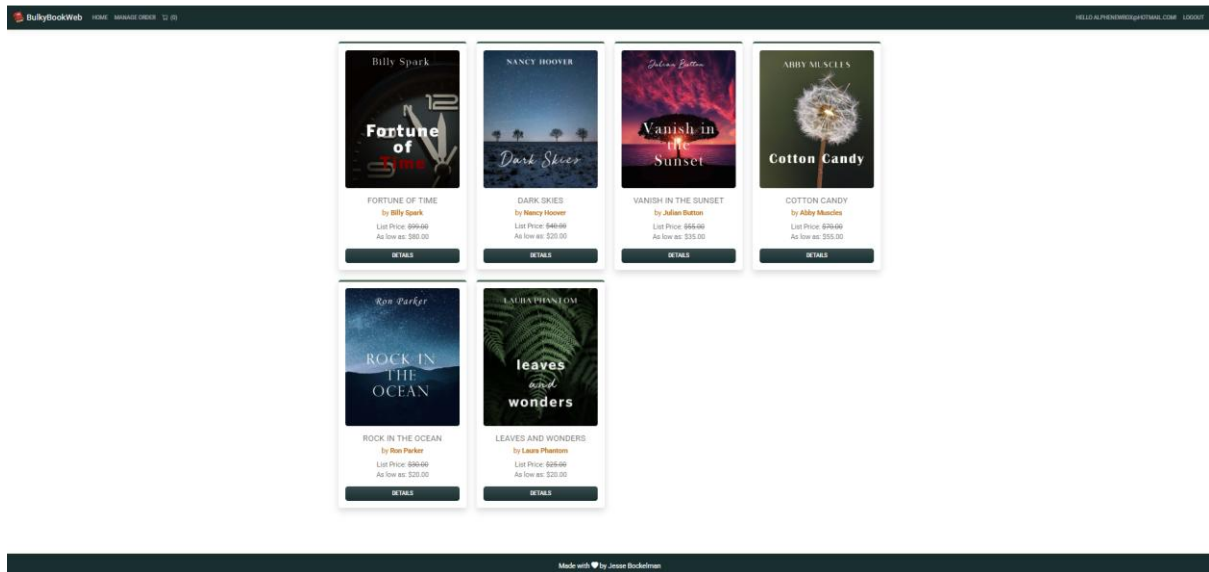 BulkyBookWeb HOME MANAGE ORDER (0) HELLO ALPHENEWBOX@HOTMAIL.COM! LOGOUT
Billy Spark
Fortune
of
Time
FORTUNE OF TIME
by Billy Spark
List Price: $99.00
As low as: $80.00
DETAILS
NANCY HOOVER
Dark Skies
DARK SKIES
by Nancy Hoover
List Price: $40.00
As low as: $20.00
DETAILS
Julian Button
Vanish in
the
Sunset
VANISH IN THE SUNSET
by Julian Button
List Price: $55.00
As low as: $35.00
DETAILS
ABBY MUSCLES
Cotton Candy
COTTON CANDY
by Abby Muscles
List Price: $70.00
As low as: $55.00
DETAILS
Ron Parker
ROCK IN
THE
OCEAN
ROCK IN THE OCEAN
by Ron Parker
List Price: $30.00
As low as: $20.00
DETAILS
LAURA PHANTOM
leaves
and
wonders
LEAVES AND WONDERS
by Laura Phantom
List Price: $25.00
As low as: $20.00
DETAILS
Made with by Jesse Bockelman